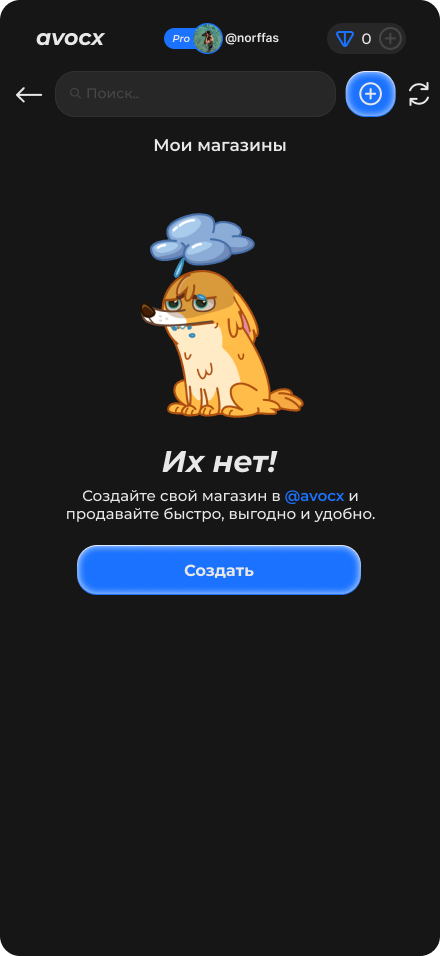 avocx
Pro @norffas
0
Поиск..
Мои магазины
Их нет!
Создайте свой магазин в @avocx и
продавайте быстро, выгодно и удобно.
Создать